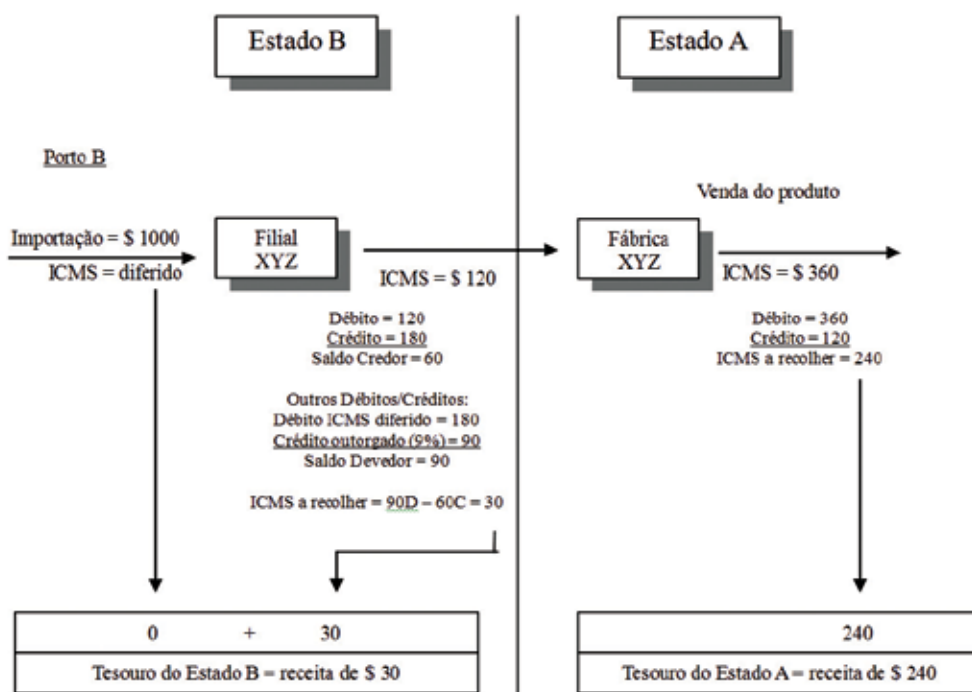 Estado B
Estado A
Porto B
Venda do produto
Importação = $ 1000
ICMS = diferido
Filial
XYZ
ICMS = $ 120
Fábrica
XYZ
ICMS = $ 360
Débito = 120
Crédito = 180
Saldo Credor = 60
Outros Débitos/Créditos:
Débito ICMS diferido = 180
Crédito outorgado (9%) = 90
Saldo Devedor = 90
ICMS a recolher = 90D – 60C = 30
Débito = 360
Crédito = 120
ICMS a recolher = 240
0 + 30
Tesouro do Estado B = receita de $ 30
240
Tesouro do Estado A = receita de $ 240